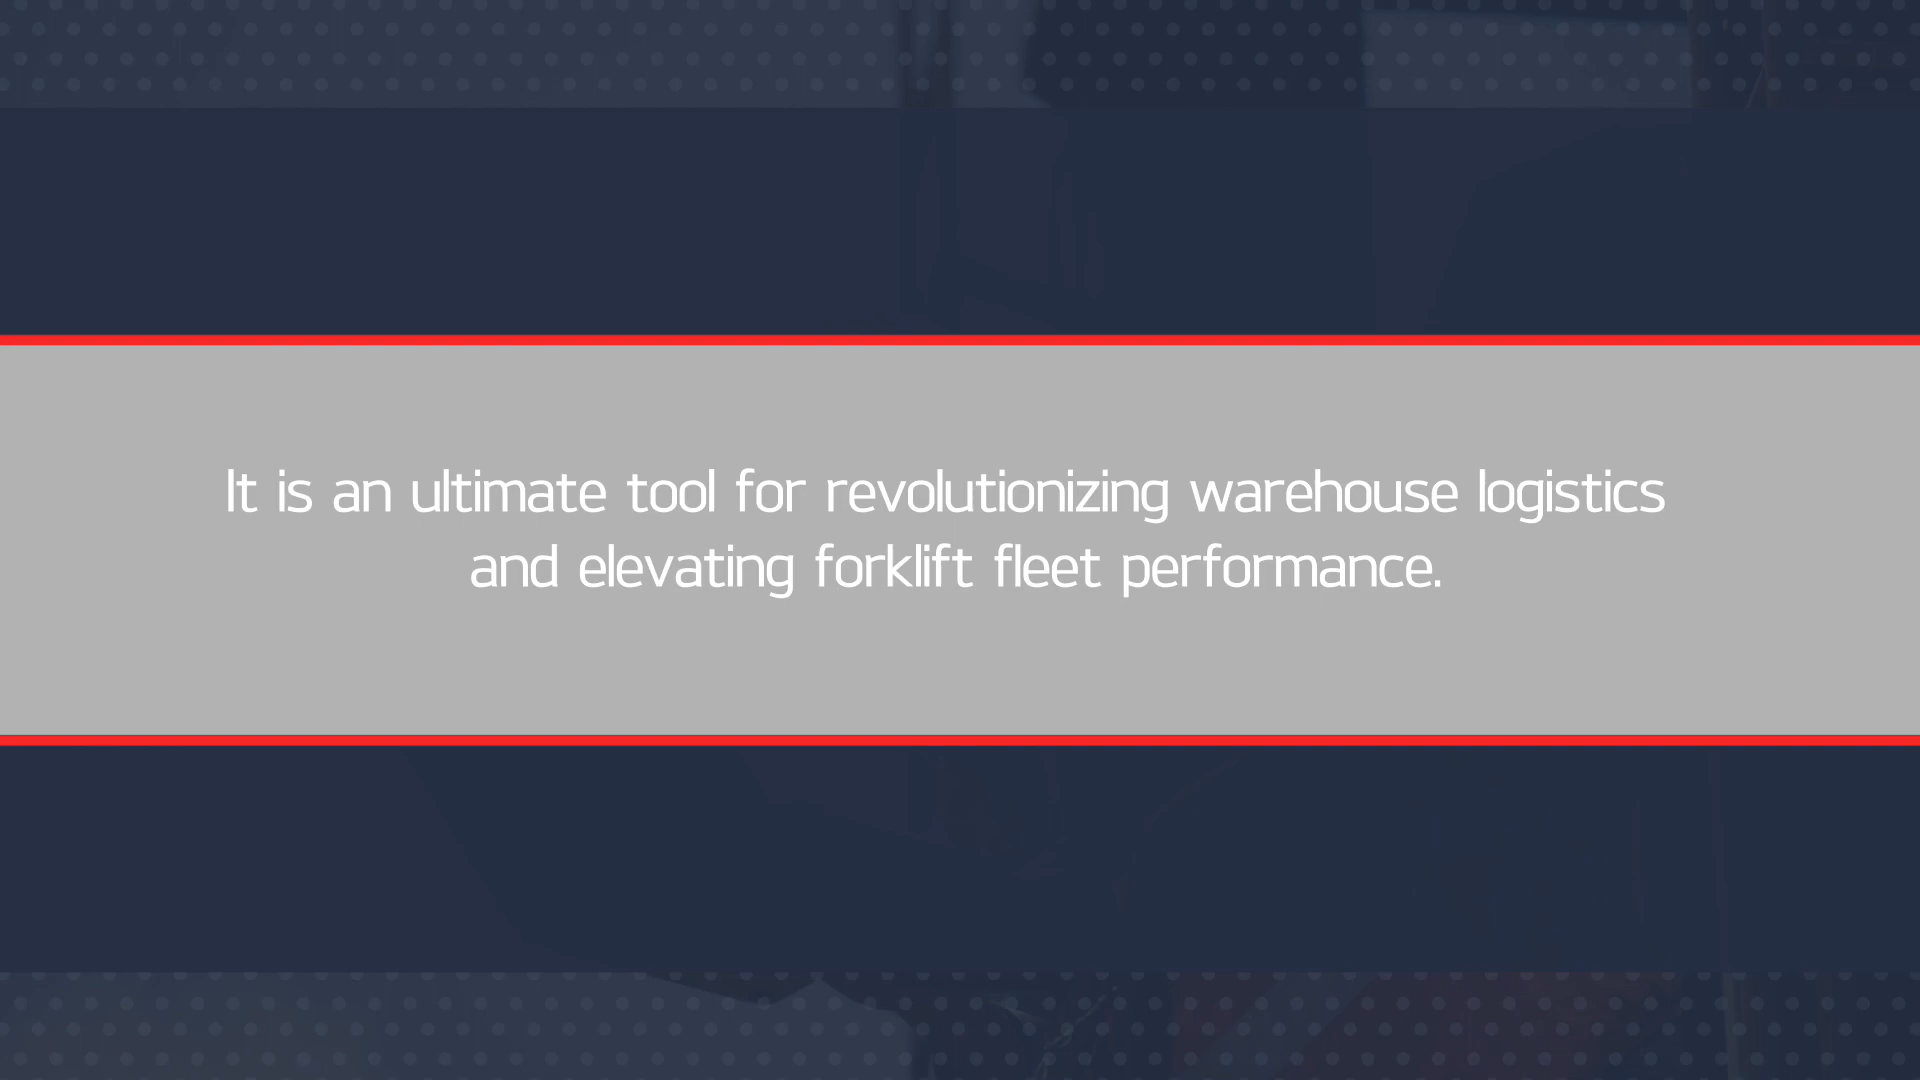 It is an ultimate tool for revolutionizing warehouse logistics
and elevating forklift fleet performance.